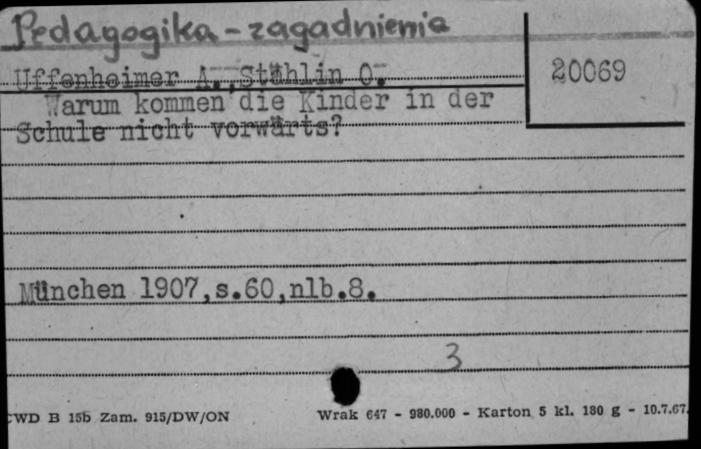 Pedagogika - zagadnienia
20069
Uffenheimer A., Stählin O.
Warum kommen die Kinder in der
Schule nicht vorwärts?
München 1907,s.60,nlb.8.
3
CWD B 15b Zam. 915/DW/ON Wrak 647 - 980.000 - Karton 5 kl. 180 g - 10.7.67.